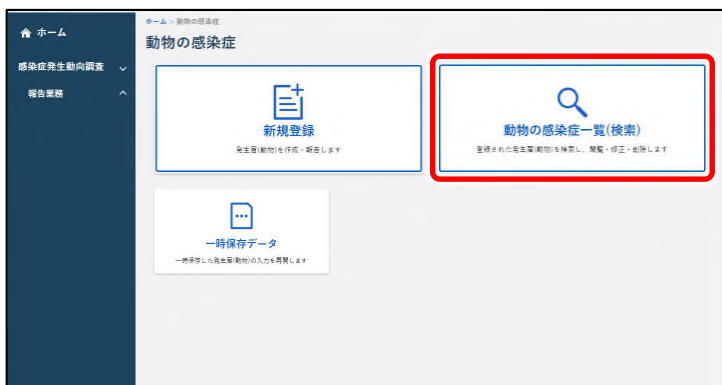 ホーム
感染症発生動向調査
報告業務
ホーム > 動物の感染症
動物の感染症
新規登録
発生届(動物)を作成・報告します
動物の感染症一覧(検索)
登録された発生届(動物)を検索し、閲覧・修正・削除します
一時保存データ
一時保存した発生届(動物)の入力を再開します